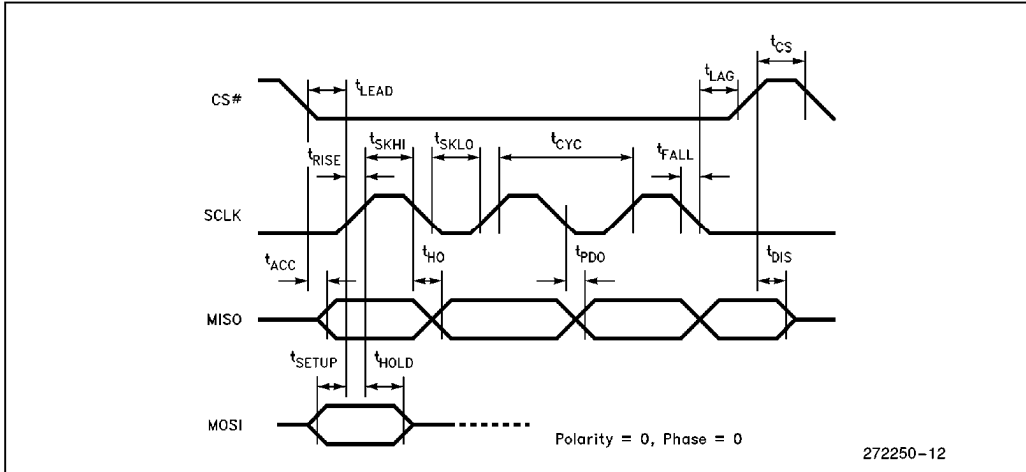 tCS
tLAG
CS#
tLEAD
tSKHI
tSKLO
tCYC
tRISE
tFALL
SCLK
tACC
tHO
tPDO
tDIS
MISO
tSETUP
tHOLD
MOSI
Polarity = 0, Phase = 0
272250-12